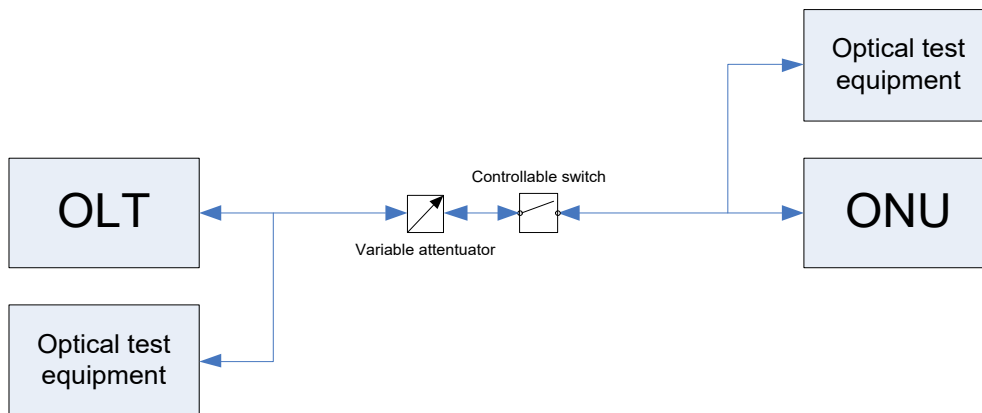 Optical test
equipment
Controllable switch
OLT
ONU
Variable attentuator
Optical test
equipment